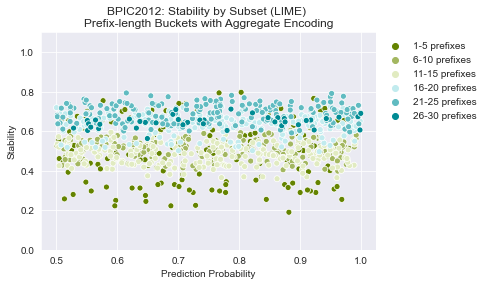 BPIC2012: Stability by Subset (LIME)
Prefix-length Buckets with Aggregate Encoding
1-5 prefixes
6-10 prefixes
11-15 prefixes
16-20 prefixes
21-25 prefixes
26-30 prefixes
Stability
1.0
0.8
0.6
0.4
0.2
0.0
0.5 0.6 0.7 0.8 0.9 1.0
Prediction Probability